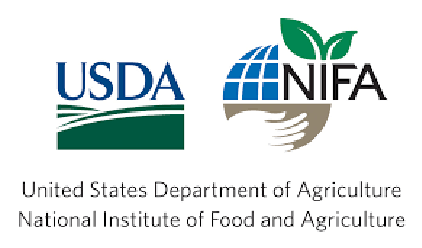 USDA NIFA
United States Department of Agriculture
National Institute of Food and Agriculture